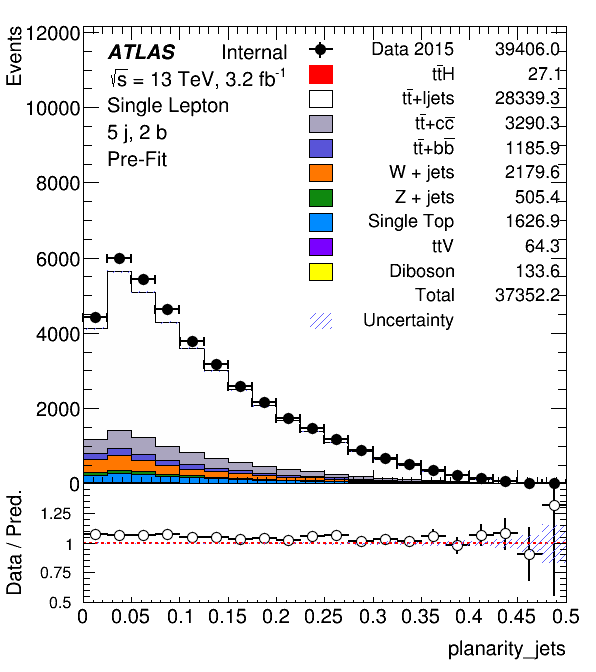 Events
12000
10000
8000
6000
4000
2000
0
ATLAS Internal
√s = 13 TeV, 3.2 fb⁻¹
Single Lepton
5 j, 2 b
Pre-Fit
Data 2015 39406.0
tt̄H 27.1
tt̄+ljets 28339.3
tt̄+cc̄ 3290.3
tt̄+bb̄ 1185.9
W + jets 2179.6
Z + jets 505.4
Single Top 1626.9
ttV 64.3
Diboson 133.6
Total 37352.2
Uncertainty
Data / Pred.
1.25
1
0.75
0.5
0 0.05 0.1 0.15 0.2 0.25 0.3 0.35 0.4 0.45 0.5
planarity_jets